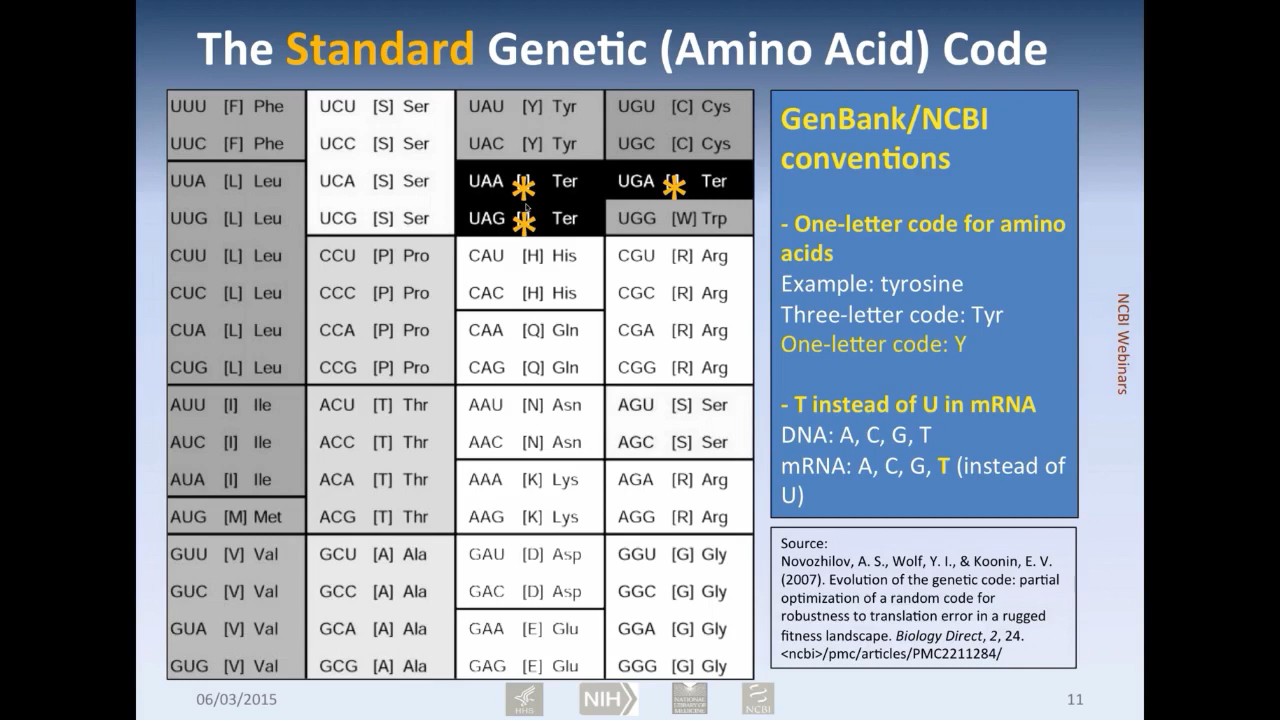 The Standard Genetic (Amino Acid) Code
UUU [F] Phe UCU [S] Ser UAU [Y] Tyr UGU [C] Cys
UUC [F] Phe UCC [S] Ser UAC [Y] Tyr UGC [C] Cys
UUA [L] Leu UCA [S] Ser UAA * Ter UGA * Ter
UUG [L] Leu UCG [S] Ser UAG * Ter UGG [W] Trp
CUU [L] Leu CCU [P] Pro CAU [H] His CGU [R] Arg
CUC [L] Leu CCC [P] Pro CAC [H] His CGC [R] Arg
CUA [L] Leu CCA [P] Pro CAA [Q] Gln CGA [R] Arg
CUG [L] Leu CCG [P] Pro CAG [Q] Gln CGG [R] Arg
AUU [I] Ile ACU [T] Thr AAU [N] Asn AGU [S] Ser
AUC [I] Ile ACC [T] Thr AAC [N] Asn AGC [S] Ser
AUA [I] Ile ACA [T] Thr AAA [K] Lys AGA [R] Arg
AUG [M] Met ACG [T] Thr AAG [K] Lys AGG [R] Arg
GUU [V] Val GCU [A] Ala GAU [D] Asp GGU [G] Gly
GUC [V] Val GCC [A] Ala GAC [D] Asp GGC [G] Gly
GUA [V] Val GCA [A] Ala GAA [E] Glu GGA [G] Gly
GUG [V] Val GCG [A] Ala GAG [E] Glu GGG [G] Gly
GenBank/NCBI
conventions
- One-letter code for amino
acids
Example: tyrosine
Three-letter code: Tyr
One-letter code: Y
- T instead of U in mRNA
DNA: A, C, G, T
mRNA: A, C, G, T (instead of
U)
Source:
Novozhilov, A. S., Wolf, Y. I., & Koonin, E. V.
(2007). Evolution of the genetic code: partial
optimization of a random code for
robustness to translation error in a rugged
fitness landscape. Biology Direct, 2, 24.
<ncbi>/pmc/articles/PMC2211284/
NCBI Webinars
06/03/2015
HHS
NIH
NATIONAL
LIBRARY OF
MEDICINE
NCBI
11